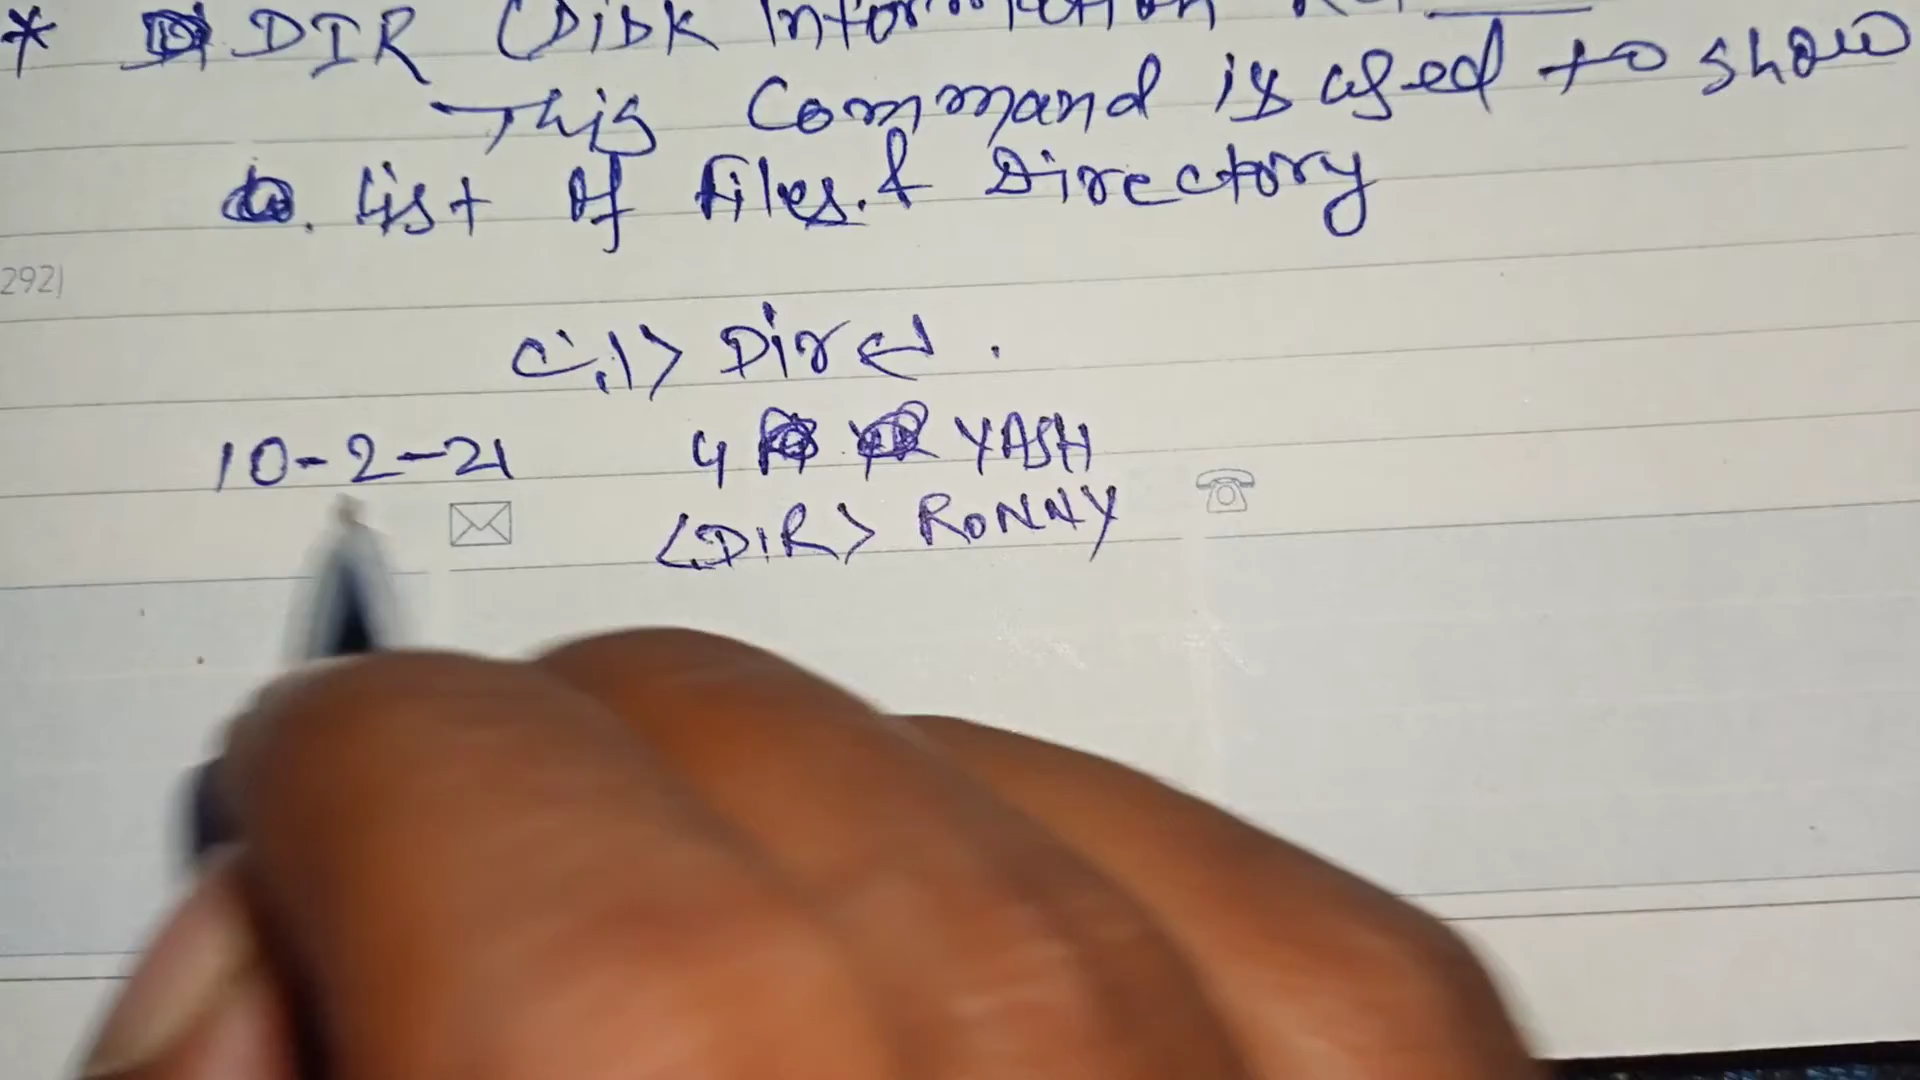 * DIR (Disk Information
This Command is used to show
list of files & Directory
292)
C:\> Dir ↵ .
10-2-21 4 YASH
<DIR> RONNY